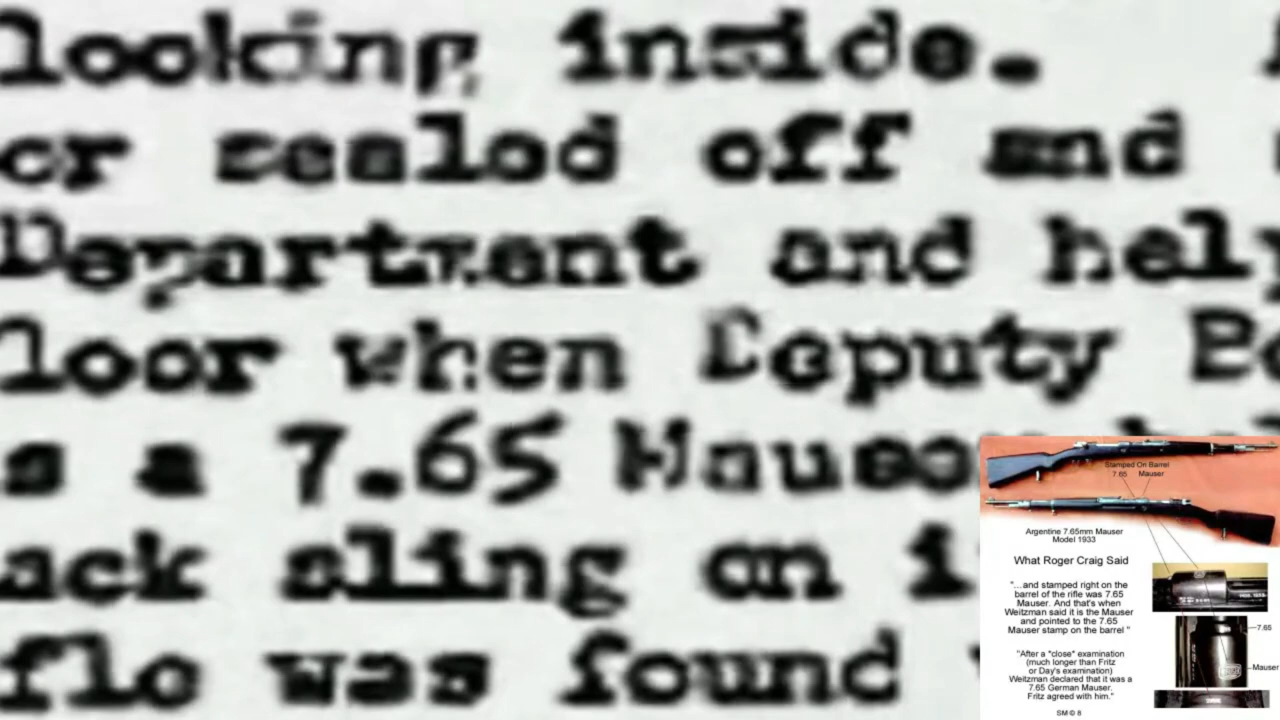 looking inside.
or sealed off and
Department and help
loor when Deputy Bo
s a 7.65 Mause
ack sling on i
fle was found
Stamped On Barrel
7.65 Mauser
Argentine 7.65mm Mauser
Model 1933
What Roger Craig Said
"...and stamped right on the
barrel of the rifle was 7.65
Mauser. And that's when
Weitzman said it is the Mauser
and pointed to the 7.65
Mauser stamp on the barrel "
"After a "close" examination
(much longer than Fritz
or Day's examination)
Weitzman declared that it was a
7.65 German Mauser.
Fritz agreed with him."
SM © 8
7.65
Mauser